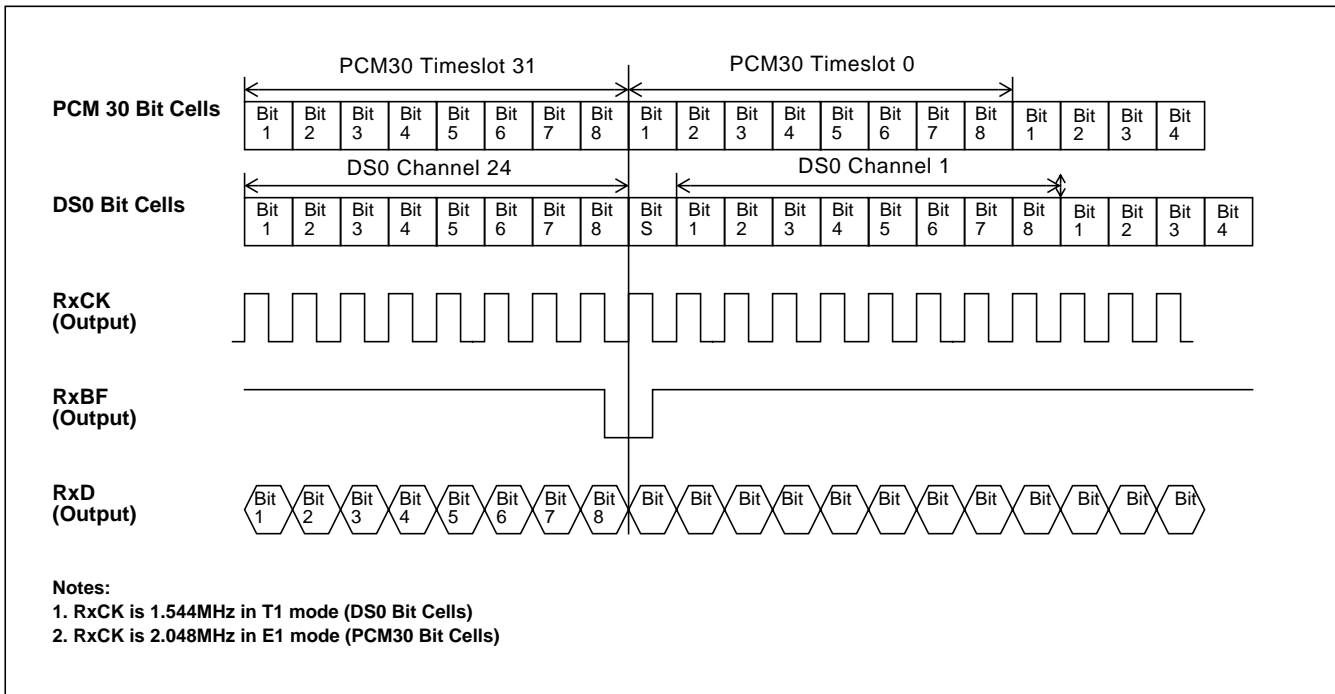 PCM30 Timeslot 31 PCM30 Timeslot 0
PCM 30 Bit Cells Bit 1 Bit 2 Bit 3 Bit 4 Bit 5 Bit 6 Bit 7 Bit 8 Bit 1 Bit 2 Bit 3 Bit 4 Bit 5 Bit 6 Bit 7 Bit 8 Bit 1 Bit 2 Bit 3 Bit 4
DS0 Channel 24 DS0 Channel 1
DS0 Bit Cells Bit 1 Bit 2 Bit 3 Bit 4 Bit 5 Bit 6 Bit 7 Bit 8 Bit S Bit 1 Bit 2 Bit 3 Bit 4 Bit 5 Bit 6 Bit 7 Bit 8 Bit 1 Bit 2 Bit 3 Bit 4
RxCK
(Output)
RxBF
(Output)
RxD
(Output)
Bit 1 Bit 2 Bit 3 Bit 4 Bit 5 Bit 6 Bit 7 Bit 8 Bit Bit Bit Bit Bit Bit Bit Bit Bit Bit Bit Bit
Notes:
1. RxCK is 1.544MHz in T1 mode (DS0 Bit Cells)
2. RxCK is 2.048MHz in E1 mode (PCM30 Bit Cells)